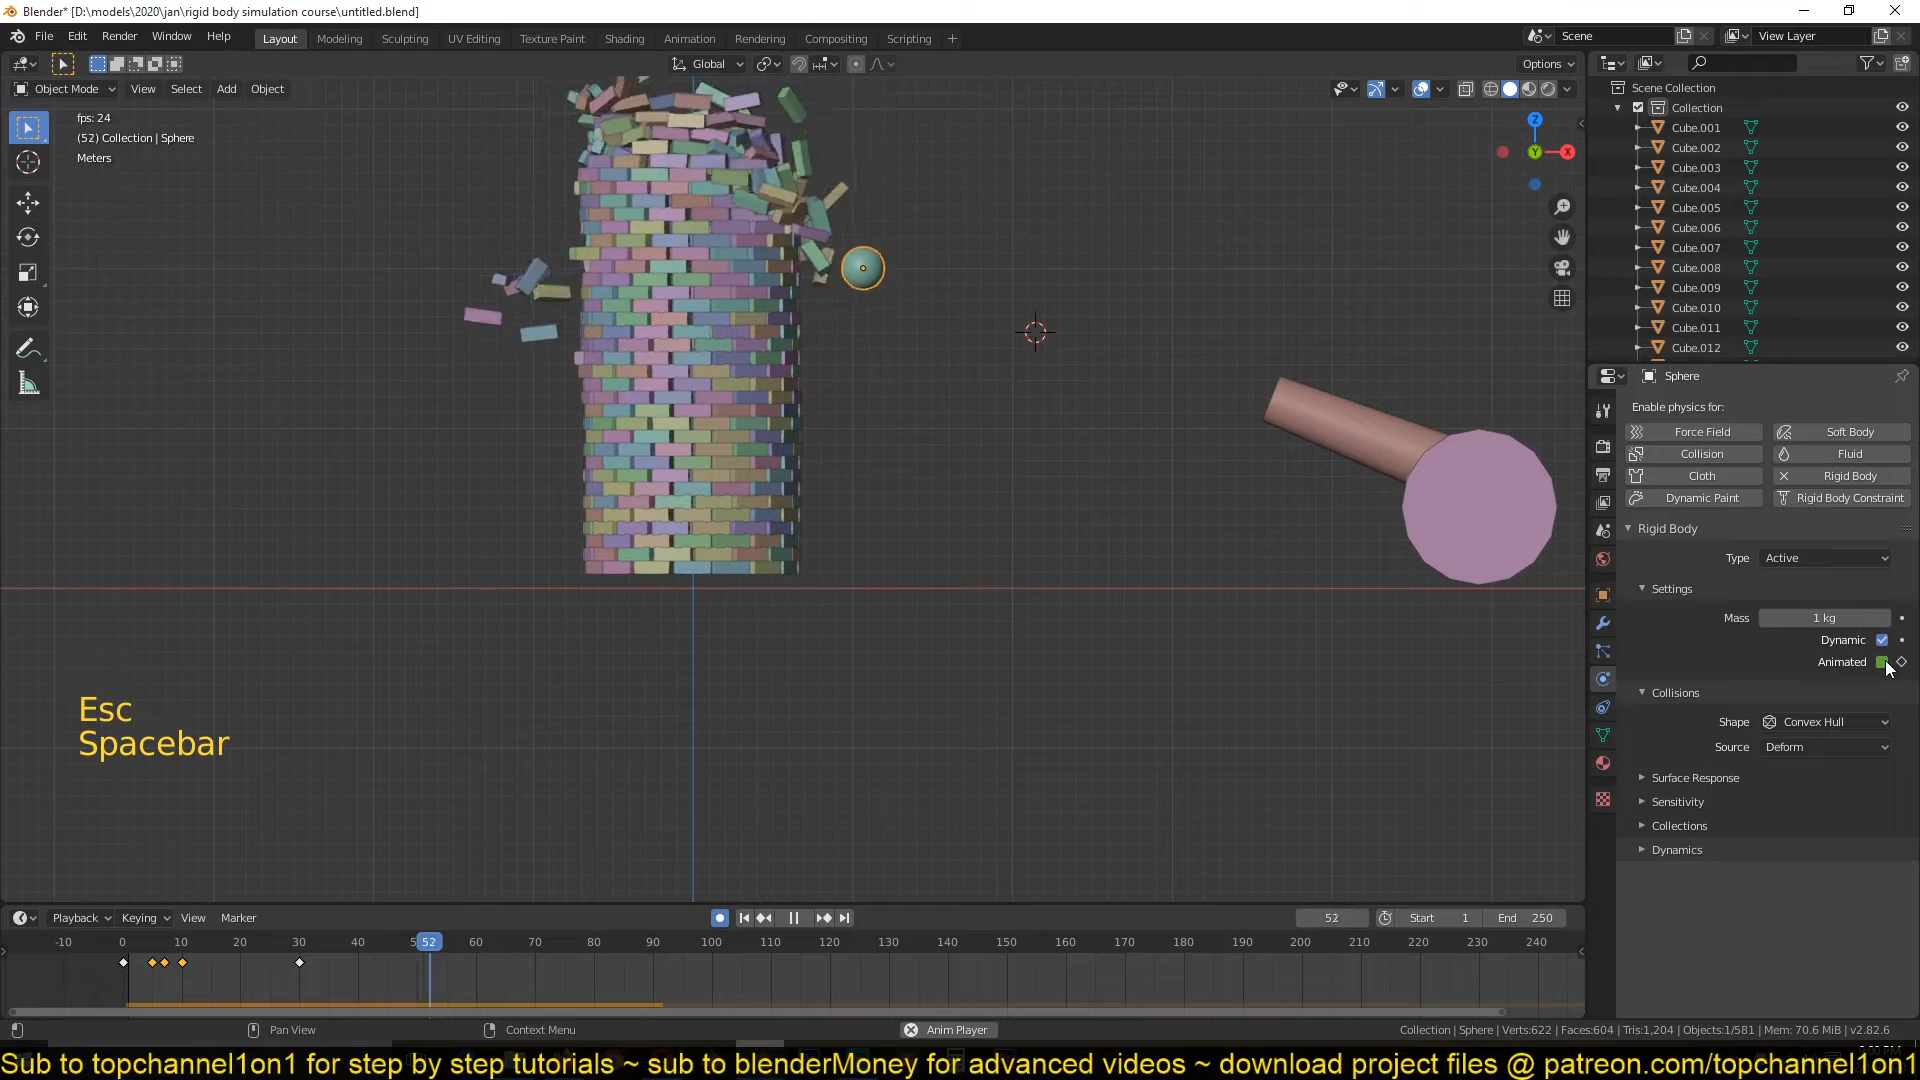 Blender* [D:\models\2020\jan\rigid body simulation course\untitled.blend]
File Edit Render Window Help Layout Modeling Sculpting UV Editing Texture Paint Shading Animation Rendering Compositing Scripting + Scene View Layer
Global Options
Object Mode View Select Add Object
fps: 24
(52) Collection | Sphere
Meters
Z
Y
X
Scene Collection
Collection
Cube.001
Cube.002
Cube.003
Cube.004
Cube.005
Cube.006
Cube.007
Cube.008
Cube.009
Cube.010
Cube.011
Cube.012
Sphere
Enable physics for:
Force Field Soft Body
Collision Fluid
Cloth Rigid Body
Dynamic Paint Rigid Body Constraint
Rigid Body
Type Active
Settings
Mass 1 kg
Dynamic
Animated
Collisions
Shape Convex Hull
Source Deform
Surface Response
Sensitivity
Collections
Dynamics
Esc
Spacebar
Playback Keying View Marker 52 Start 1 End 250
-10 0 10 20 30 40 52 60 70 80 90 100 110 120 130 140 150 160 170 180 190 200 210 220 230 240
Pan View Context Menu Anim Player Collection | Sphere | Verts:622 | Faces:604 | Tris:1,204 | Objects:1/581 | Mem: 70.6 MiB | v2.82.6
Sub to topchannel1on1 for step by step tutorials ~ sub to blenderMoney for advanced videos ~ download project files @ patreon.com/topchannel1on1